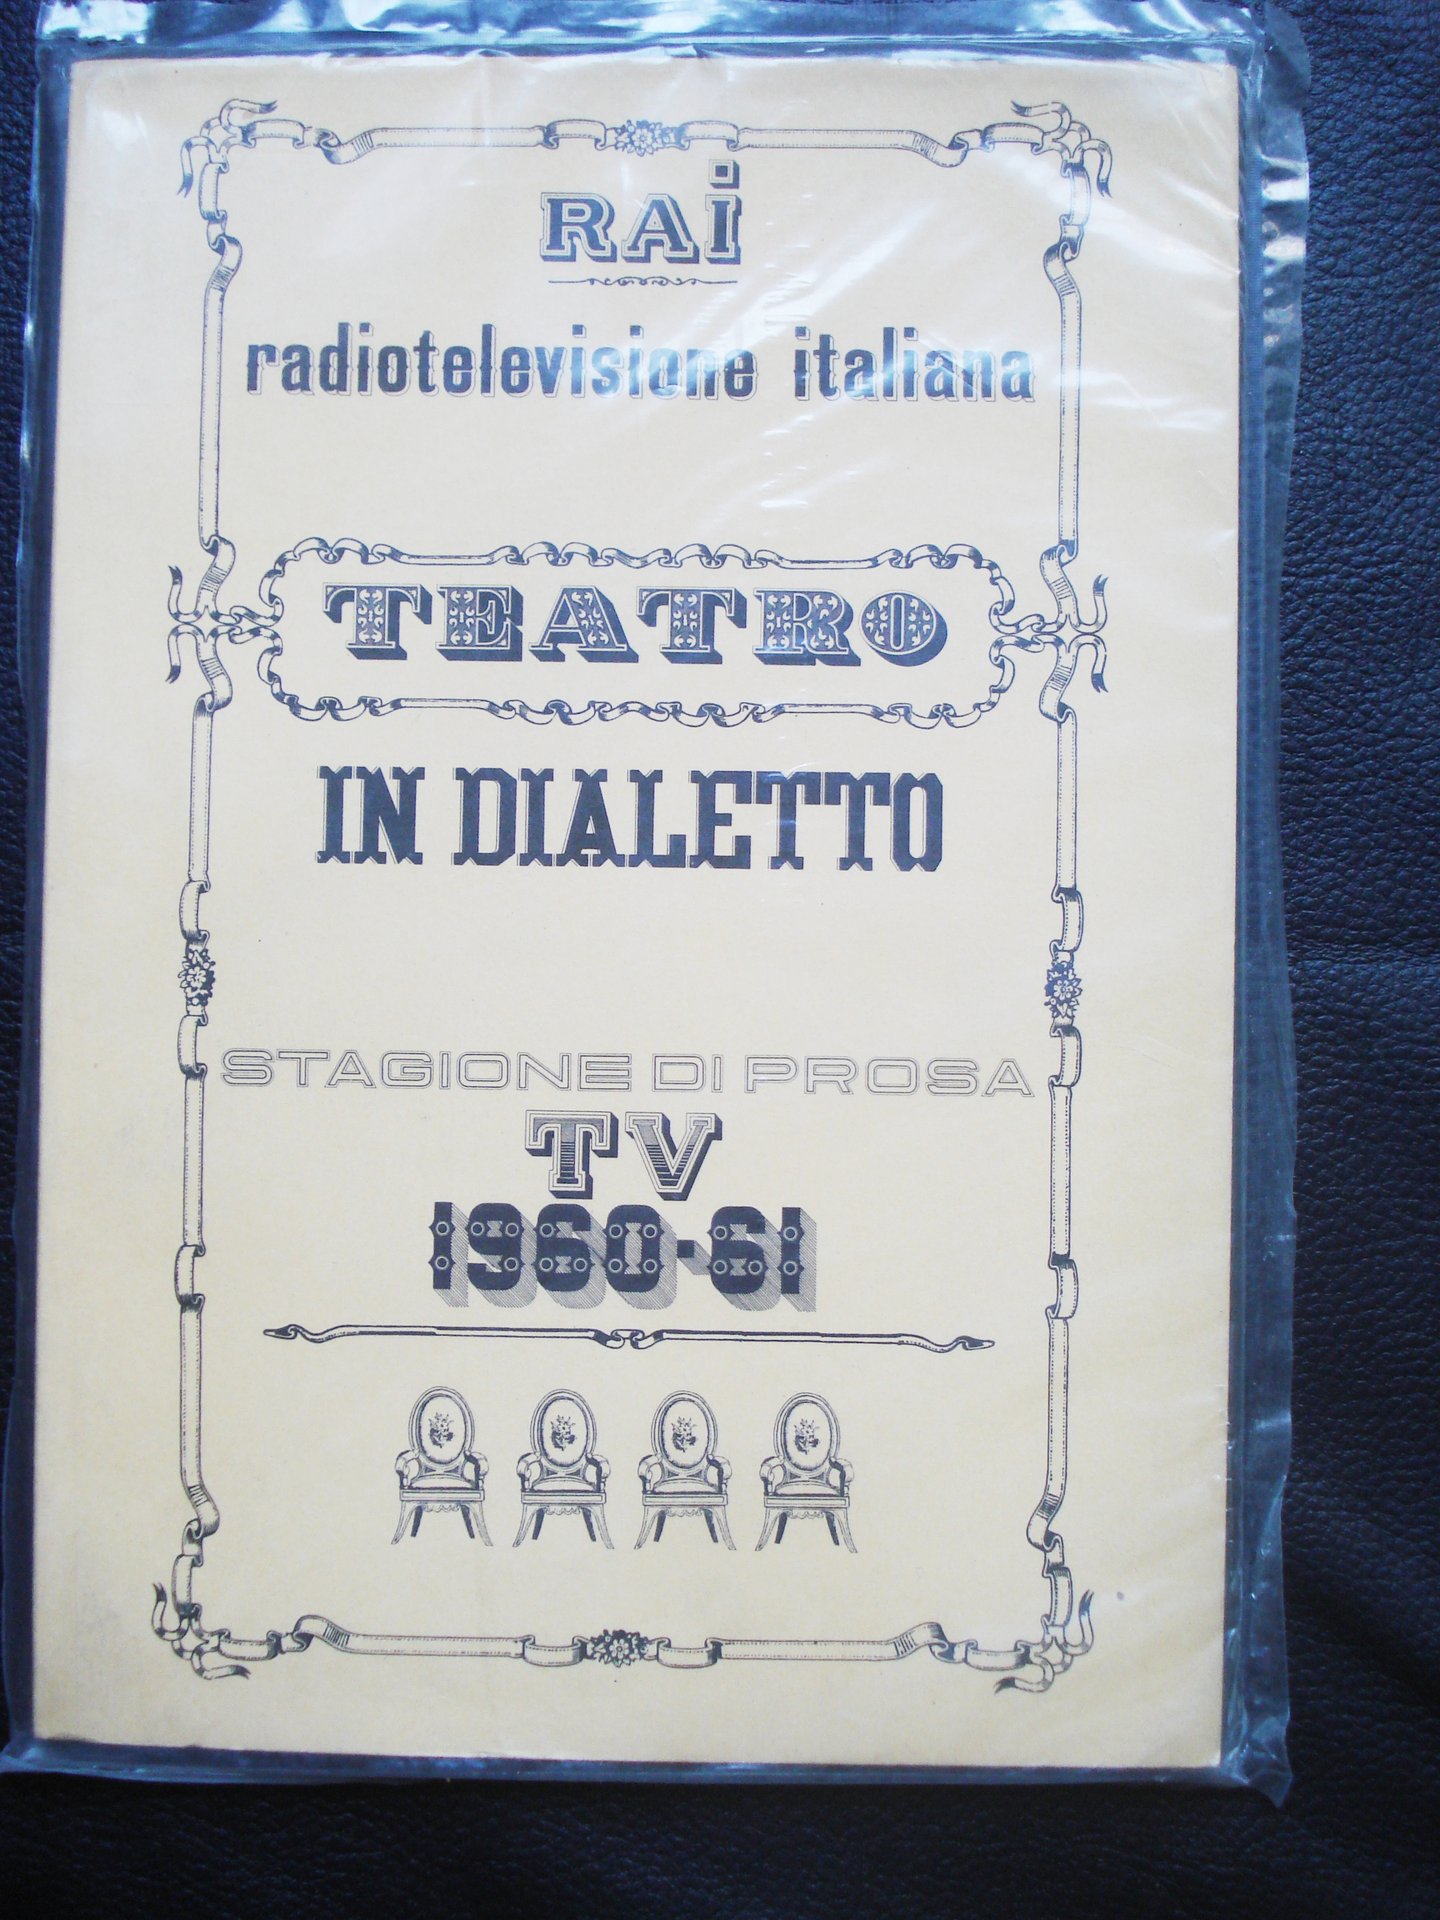 RAi
radiotelevisione italiana
TEATRO
IN DIALETTO
STAGIONE DI PROSA
TV
1960-61